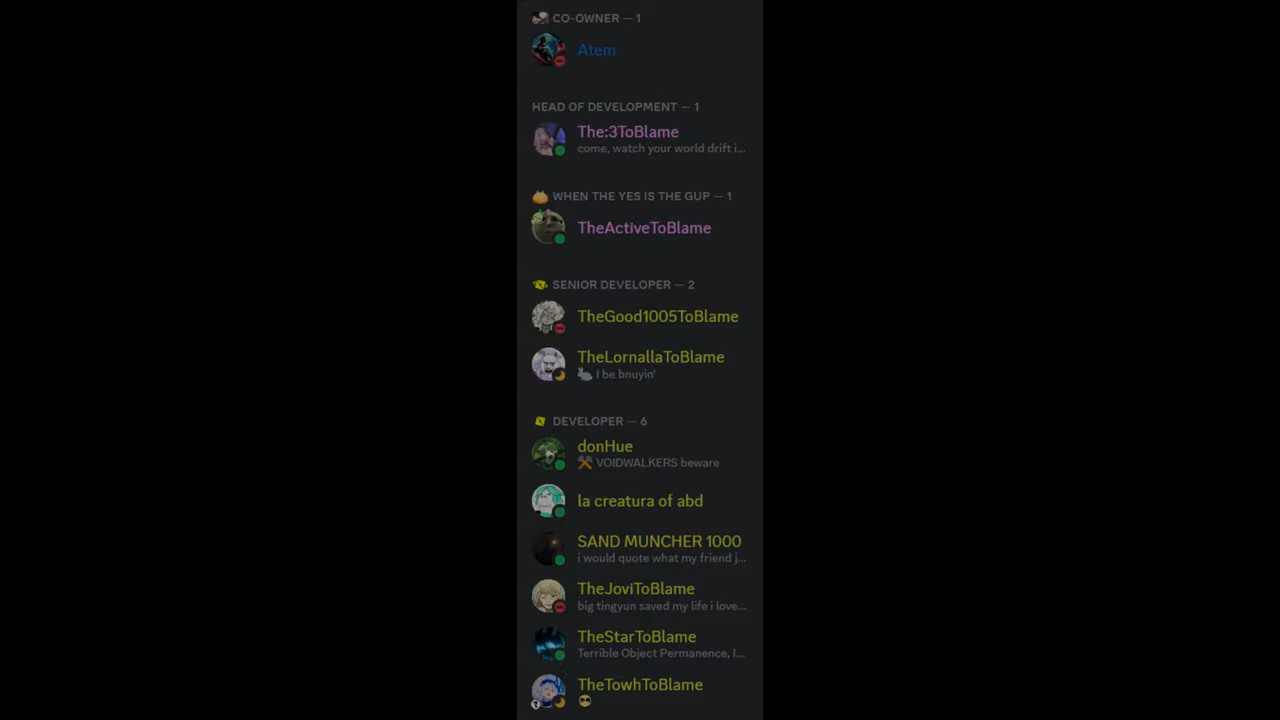 CO-OWNER — 1
Atem
HEAD OF DEVELOPMENT — 1
The:3ToBlame
come, watch your world drift i...
WHEN THE YES IS THE GUP — 1
TheActiveToBlame
SENIOR DEVELOPER — 2
TheGood1005ToBlame
TheLornallaToBlame
I be bnuyin'
DEVELOPER — 6
donHue
VOIDWALKERS beware
la creatura of abd
SAND MUNCHER 1000
i would quote what my friend j...
TheJoviToBlame
big tingyun saved my life i love...
TheStarToBlame
Terrible Object Permanence, I...
TheTowhToBlame